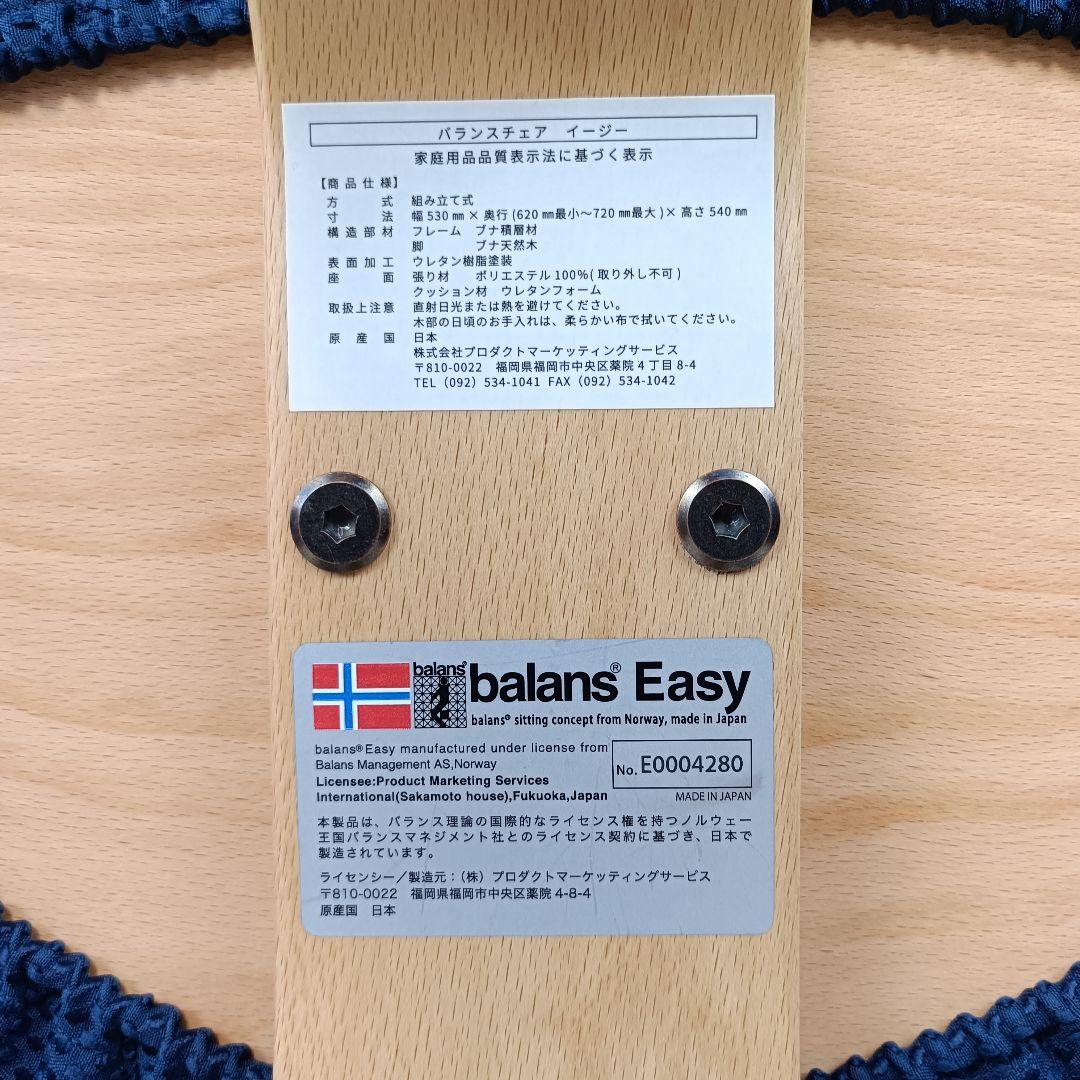 バランスチェア　イージー
家庭用品品質表示法に基づく表示
【商品仕様】
方　式　組み立て式
寸　法　幅 530 ㎜ × 奥行 (620 ㎜最小～720 ㎜最大 )× 高さ 540 ㎜
構造部材　フレーム　ブナ積層材
脚　ブナ天然木
表面加工　ウレタン樹脂塗装
座　面　張り材　ポリエステル 100％( 取り外し不可 )
クッション材　ウレタンフォーム
取扱上注意　直射日光または熱を避けてください。
木部の日頃のお手入れは、柔らかい布で拭いてください。
原産国　日本
株式会社プロダクトマーケッティングサービス
〒810-0022　福岡県福岡市中央区薬院 4 丁目 8-4
TEL（092）534-1041 FAX（092）534-1042
balans® balans® Easy
balans® sitting concept from Norway, made in Japan
balans® Easy manufactured under license from
Balans Management AS,Norway
No. E0004280
Licensee:Product Marketing Services
International(Sakamoto house),Fukuoka,Japan
MADE IN JAPAN
本製品は、バランス理論の国際的なライセンス権を持つノルウェー
王国バランスマネジメント社とのライセンス契約に基づき、日本で
製造されています。
ライセンシー／製造元：（株）プロダクトマーケッティングサービス
〒810-0022　福岡県福岡市中央区薬院 4-8-4
原産国　日本